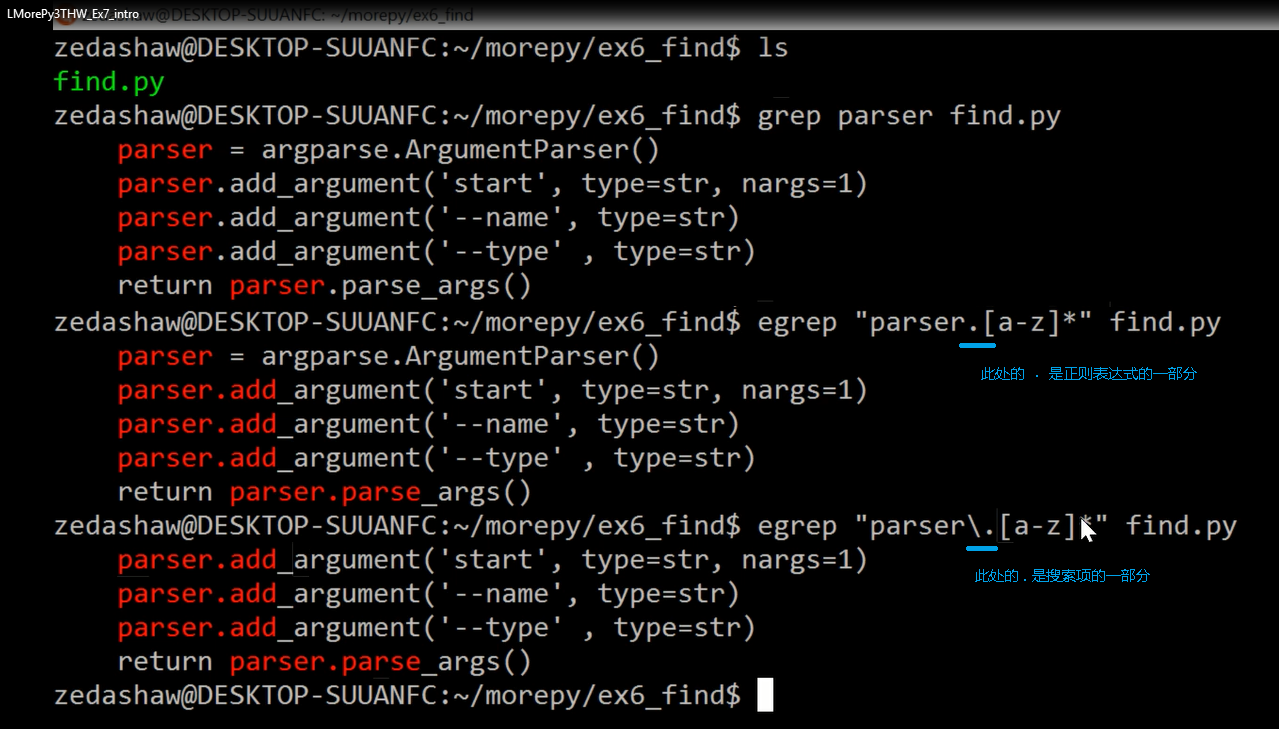 LMorePy3THW_Ex7_intro
aw@DESKTOP-SUUANFC: ~/morepy/ex6_find
zedashaw@DESKTOP-SUUANFC:~/morepy/ex6_find$ ls
find.py
zedashaw@DESKTOP-SUUANFC:~/morepy/ex6_find$ grep parser find.py
parser = argparse.ArgumentParser()
parser.add_argument('start', type=str, nargs=1)
parser.add_argument('--name', type=str)
parser.add_argument('--type' , type=str)
return parser.parse_args()
zedashaw@DESKTOP-SUUANFC:~/morepy/ex6_find$ egrep "parser.[a-z]*" find.py
parser = argparse.ArgumentParser()
此处的 . 是正则表达式的一部分
parser.add_argument('start', type=str, nargs=1)
parser.add_argument('--name', type=str)
parser.add_argument('--type' , type=str)
return parser.parse_args()
zedashaw@DESKTOP-SUUANFC:~/morepy/ex6_find$ egrep "parser\.[a-z]*" find.py
parser.add_argument('start', type=str, nargs=1)
此处的 . 是搜索项的一部分
parser.add_argument('--name', type=str)
parser.add_argument('--type' , type=str)
return parser.parse_args()
zedashaw@DESKTOP-SUUANFC:~/morepy/ex6_find$